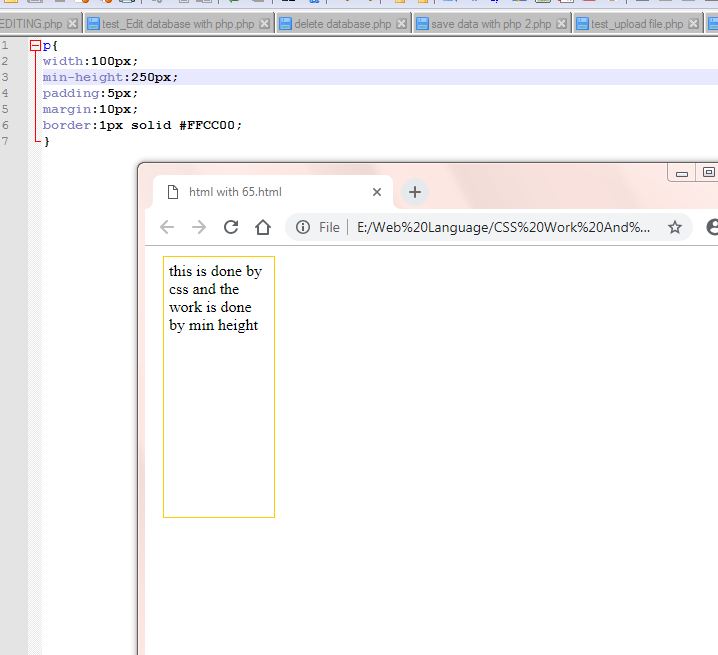 EDITING.php test_Edit database with php.php delete database.php save data with php 2.php test_upload file.php
1 p{
2 width:100px;
3 min-height:250px;
4 padding:5px;
5 margin:10px;
6 border:1px solid #FFCC00;
7 }
html with 65.html
File E:/Web%20Language/CSS%20Work%20And%...
this is done by
css and the
work is done
by min height